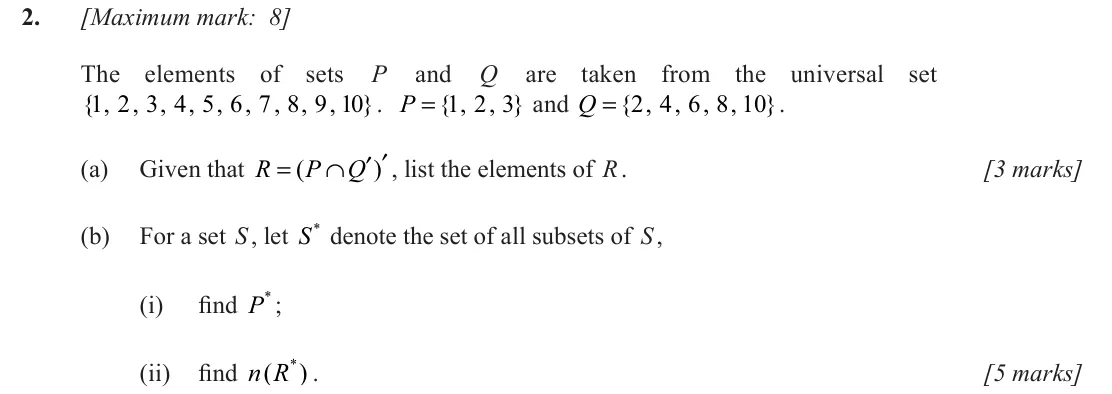 2. [Maximum mark: 8]
The elements of sets P and Q are taken from the universal set
{1, 2, 3, 4, 5, 6, 7, 8, 9, 10}. P = {1, 2, 3} and Q = {2, 4, 6, 8, 10}.
(a) Given that R = (P ∩ Q′)′, list the elements of R. [3 marks]
(b) For a set S, let S* denote the set of all subsets of S,
(i) find P*;
(ii) find n(R*). [5 marks]